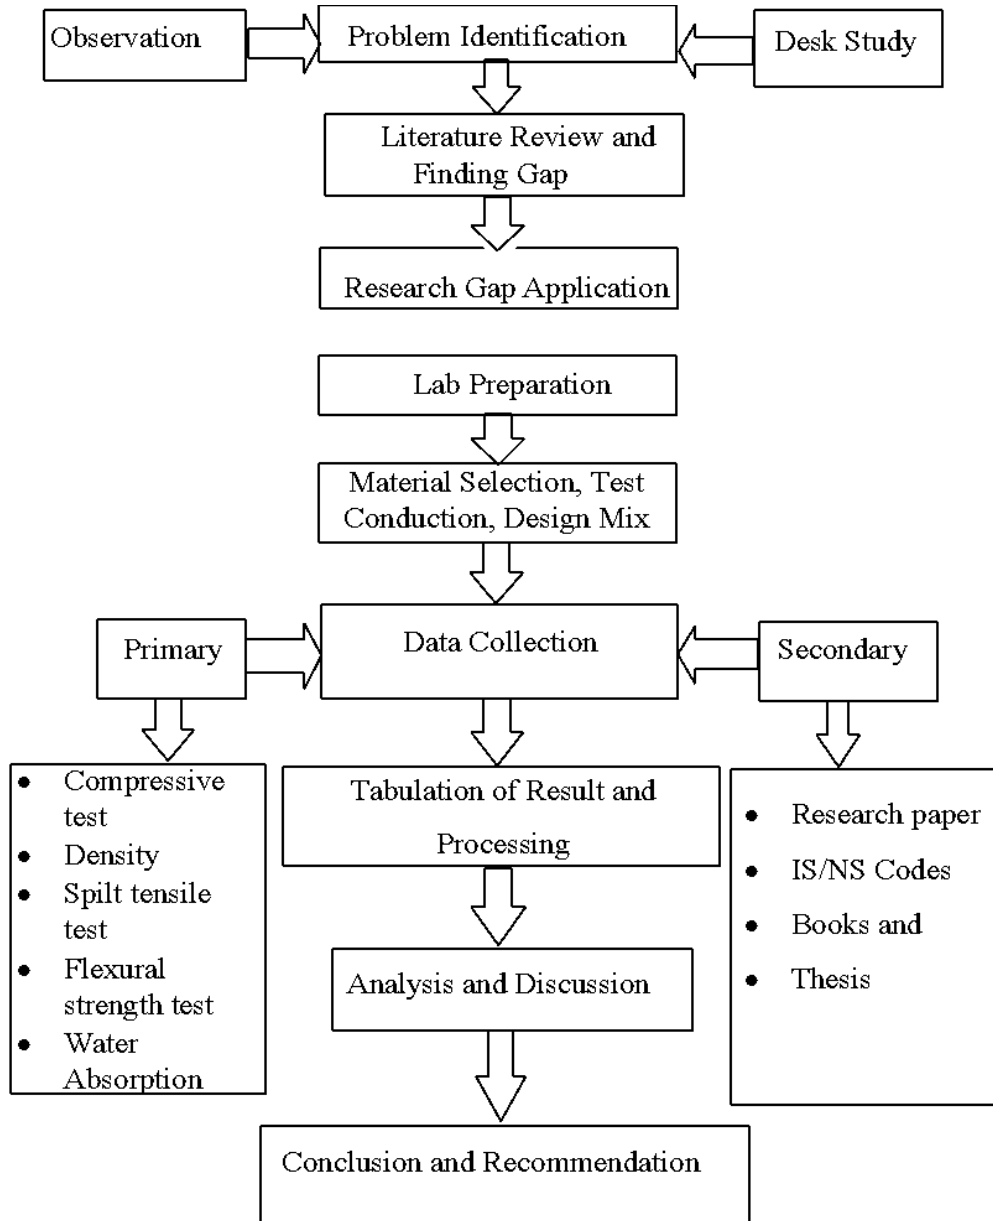 Observation
Problem Identification
Desk Study
Literature Review and
Finding Gap
Research Gap Application
Lab Preparation
Material Selection, Test
Conduction, Design Mix
Primary
Data Collection
Secondary
• Compressive
test
• Density
• Spilt tensile
test
• Flexural
strength test
• Water
Absorption
Tabulation of Result and
Processing
• Research paper
• IS/NS Codes
• Books and
• Thesis
Analysis and Discussion
Conclusion and Recommendation